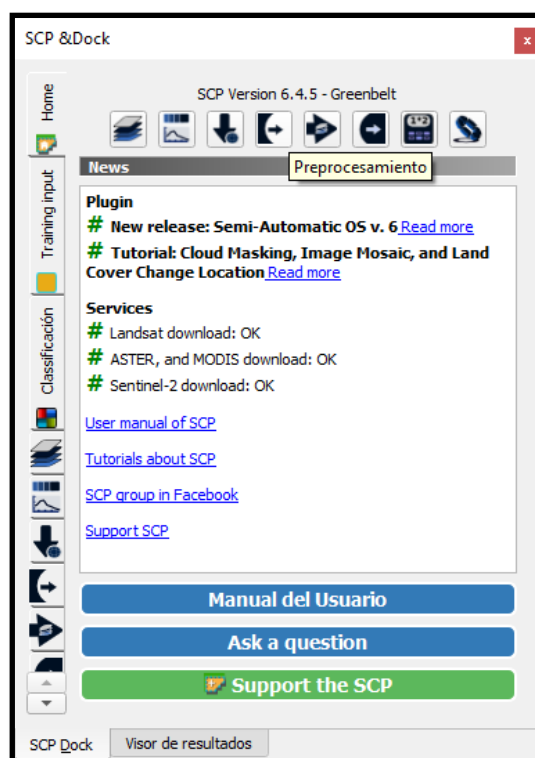 SCP &Dock
x
Home
Training input
Classificación
SCP Version 6.4.5 - Greenbelt
1*2
Preprocesamiento
News
Plugin
# New release: Semi-Automatic OS v. 6 Read more
# Tutorial: Cloud Masking, Image Mosaic, and Land
Cover Change Location Read more
Services
# Landsat download: OK
# ASTER, and MODIS download: OK
# Sentinel-2 download: OK
User manual of SCP
Tutorials about SCP
SCP group in Facebook
Support SCP
Manual del Usuario
Ask a question
Support the SCP
SCP Dock
Visor de resultados